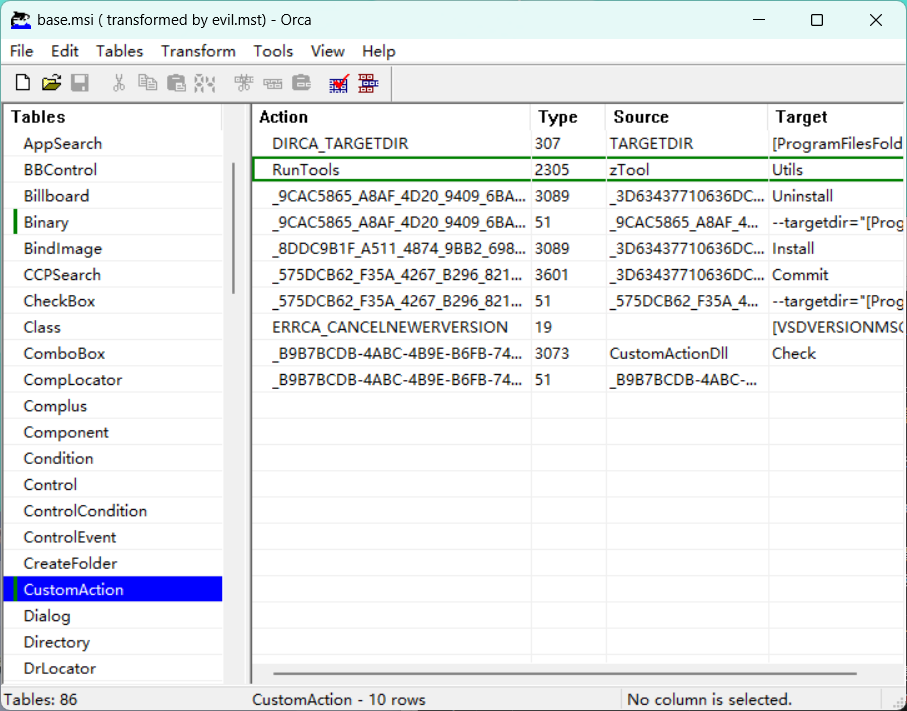 base.msi ( transformed by evil.mst) - Orca
File Edit Tables Transform Tools View Help
Tables
AppSearch
BBControl
Billboard
Binary
BindImage
CCPSearch
CheckBox
Class
ComboBox
CompLocator
Complus
Component
Condition
Control
ControlCondition
ControlEvent
CreateFolder
CustomAction
Dialog
Directory
DrLocator
Action Type Source Target
DIRCA_TARGETDIR 307 TARGETDIR [ProgramFilesFold
RunTools 2305 zTool Utils
_9CAC5865_A8AF_4D20_9409_6BA... 3089 _3D63437710636DC... Uninstall
_9CAC5865_A8AF_4D20_9409_6BA... 51 _9CAC5865_A8AF_4... --targetdir="[Prog
_8DDC9B1F_A511_4874_9BB2_698... 3089 _3D63437710636DC... Install
_575DCB62_F35A_4267_B296_821... 3601 _3D63437710636DC... Commit
_575DCB62_F35A_4267_B296_821... 51 _575DCB62_F35A_4... --targetdir="[Prog
ERRCA_CANCELNEWERVERSION 19 [VSDVERSIONMSG
_B9B7BCDB-4ABC-4B9E-B6FB-74... 3073 CustomActionDll Check
_B9B7BCDB-4ABC-4B9E-B6FB-74... 51 _B9B7BCDB-4ABC-...
Tables: 86 CustomAction - 10 rows No column is selected.